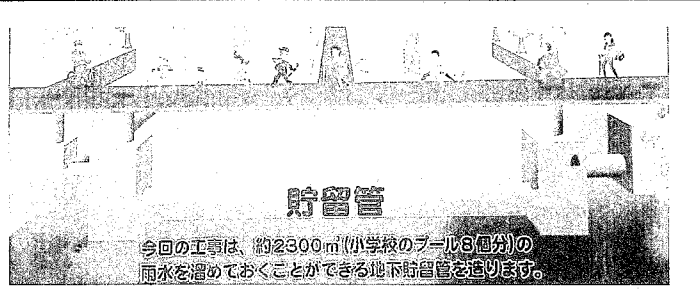 貯留管
今回の工事は、約2300㎥(小学校のプール8個分)の
雨水を溜めておくことができる地下貯留管を造ります。